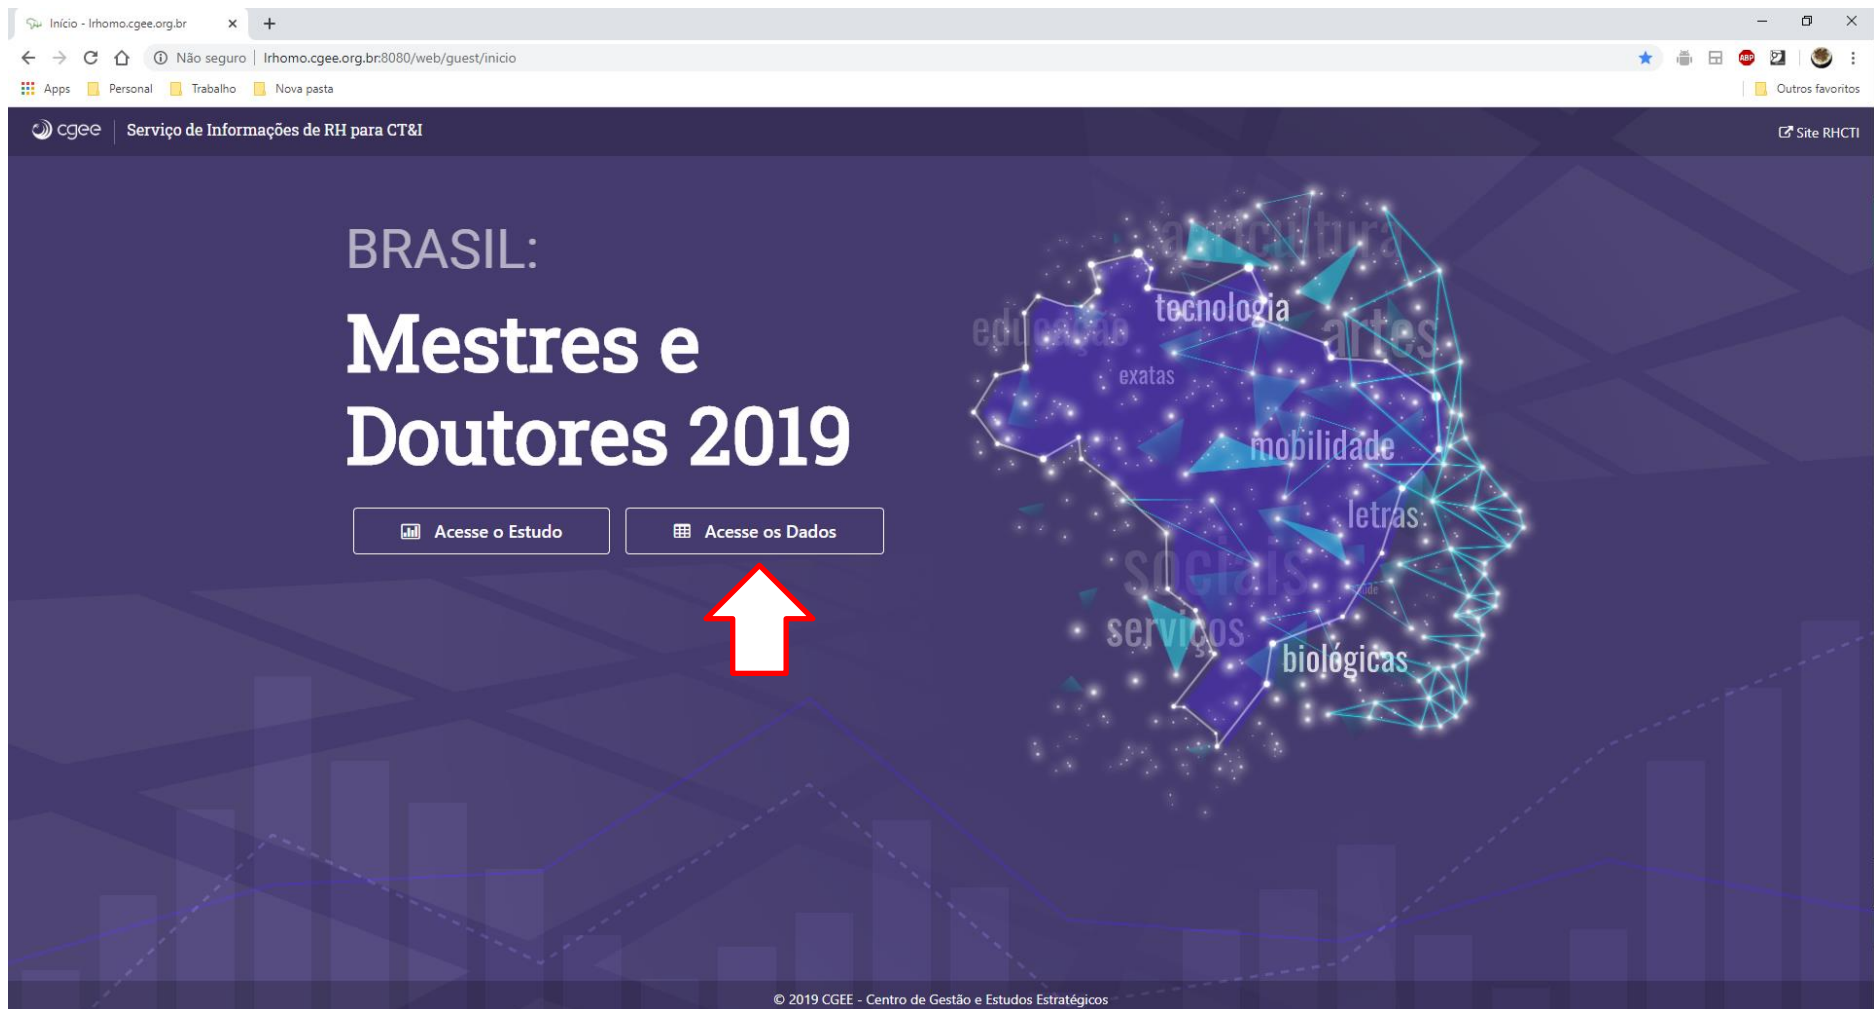 Início - lrhomo.cgee.org.br
Não seguro | lrhomo.cgee.org.br:8080/web/guest/inicio
ABP
Apps Personal Trabalho Nova pasta Outros favoritos
cgee | Serviço de Informações de RH para CT&I Site RHCTI
BRASIL:
Mestres e
Doutores 2019
Acesse o Estudo Acesse os Dados
agricultura
tecnologia
educação
artes
exatas
mobilidade
letras
sociais
serviços
biológicas
© 2019 CGEE - Centro de Gestão e Estudos Estratégicos